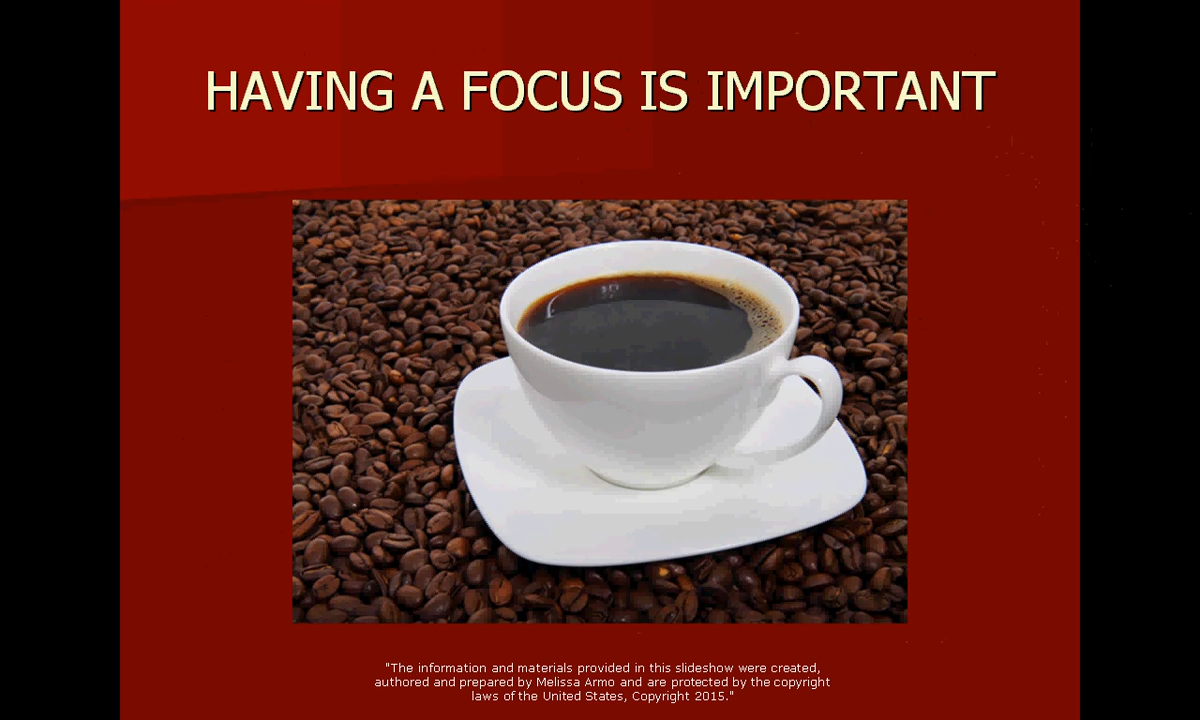 HAVING A FOCUS IS IMPORTANT
"The information and materials provided in this slideshow were created,
authored and prepared by Melissa Armo and are protected by the copyright
laws of the United States, Copyright 2015."